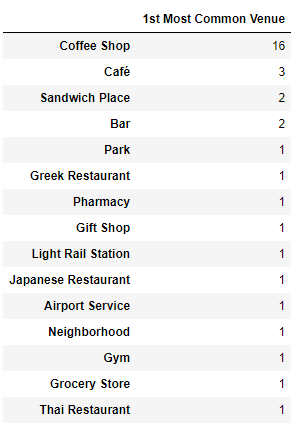 1st Most Common Venue
Coffee Shop 16
Café 3
Sandwich Place 2
Bar 2
Park 1
Greek Restaurant 1
Pharmacy 1
Gift Shop 1
Light Rail Station 1
Japanese Restaurant 1
Airport Service 1
Neighborhood 1
Gym 1
Grocery Store 1
Thai Restaurant 1